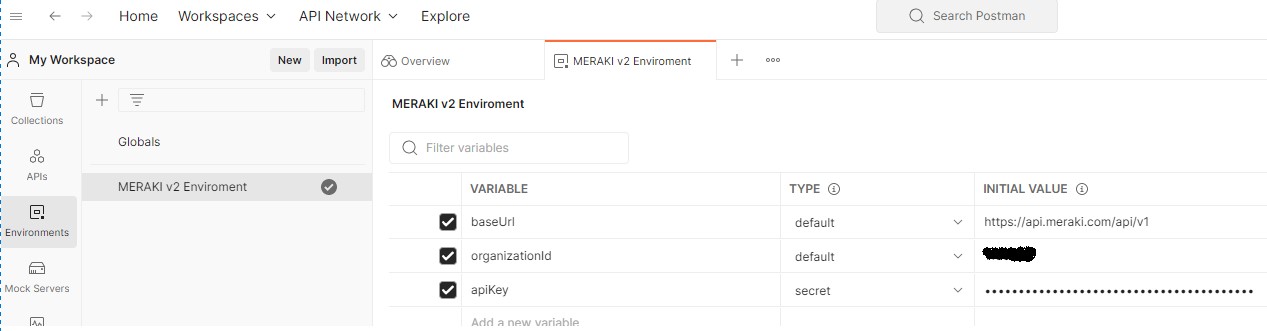 Home Workspaces API Network Explore Search Postman
My Workspace New Import Overview MERAKI v2 Enviroment
MERAKI v2 Enviroment
Collections
Globals
Filter variables
APIs
MERAKI v2 Enviroment
VARIABLE TYPE INITIAL VALUE
Environments
baseUrl default https://api.meraki.com/api/v1
organizationId default
Mock Servers
apiKey secret
Add a new variable